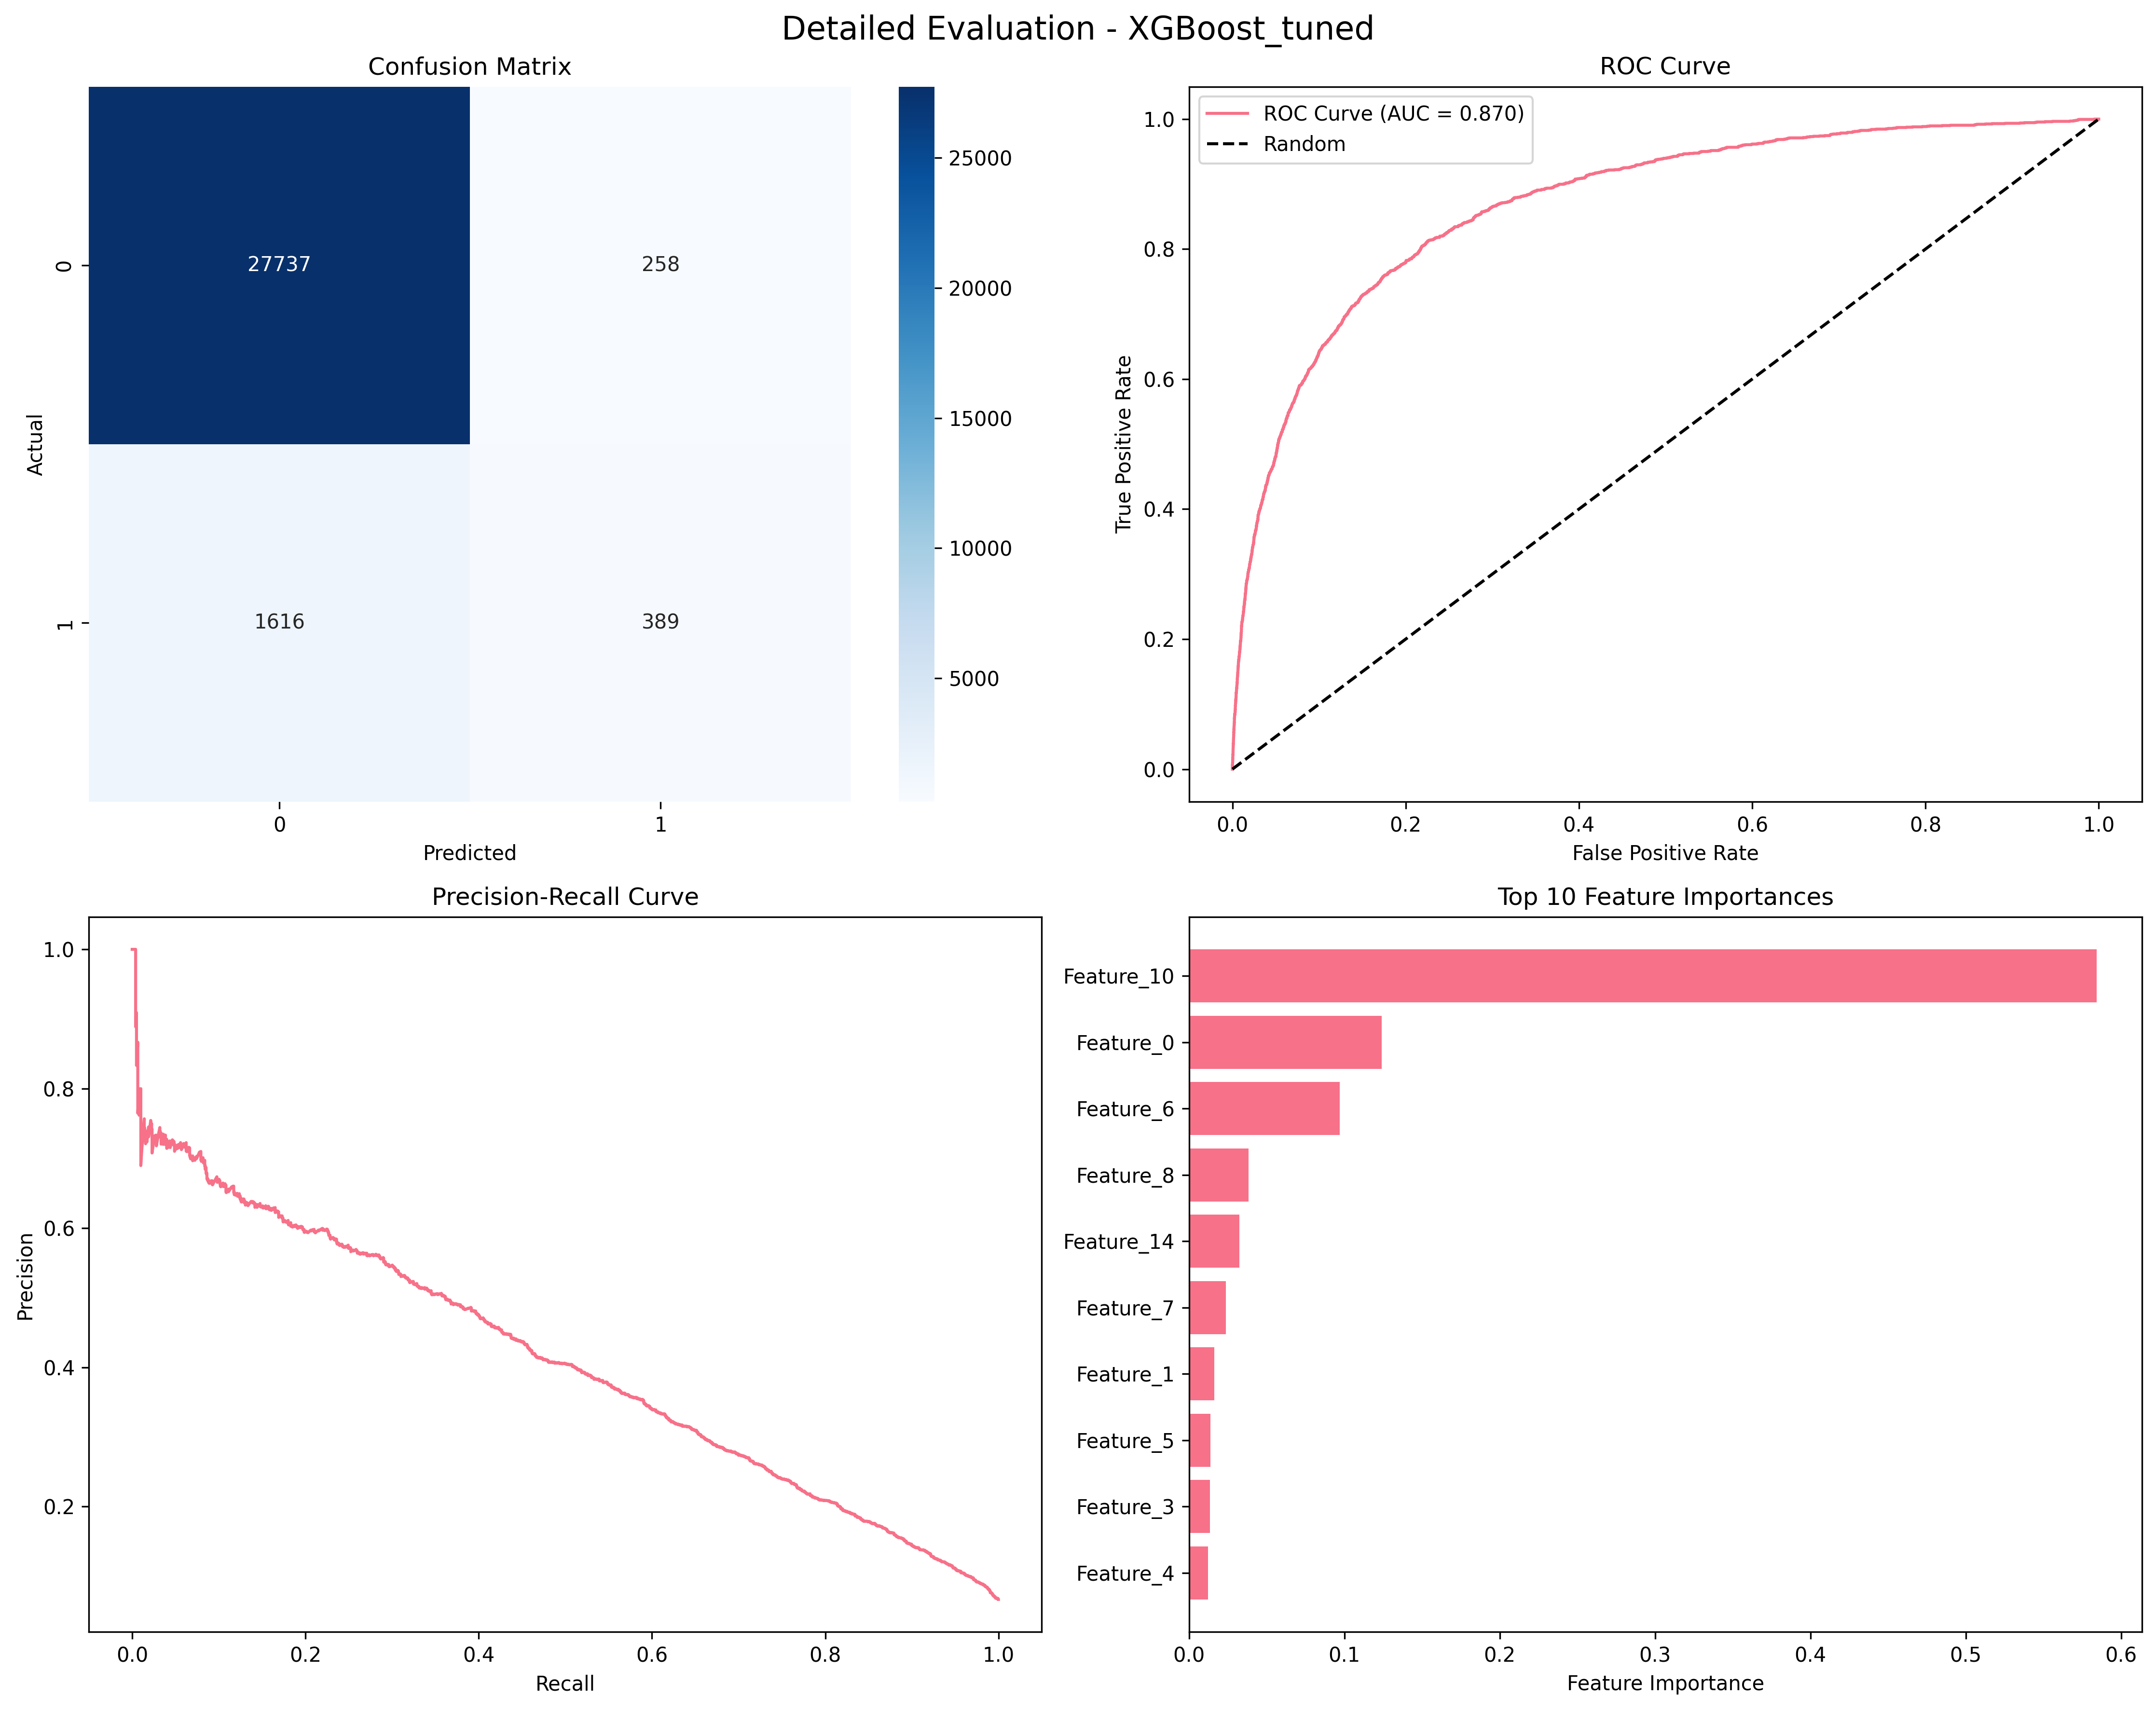 Detailed Evaluation - XGBoost_tuned
Confusion Matrix
Actual
0
1
27737
258
1616
389
0
1
Predicted
25000
20000
15000
10000
5000
ROC Curve
ROC Curve (AUC = 0.870)
Random
True Positive Rate
1.0
0.8
0.6
0.4
0.2
0.0
0.0
0.2
0.4
0.6
0.8
1.0
False Positive Rate
Precision-Recall Curve
Precision
1.0
0.8
0.6
0.4
0.2
0.0
0.2
0.4
0.6
0.8
1.0
Recall
Top 10 Feature Importances
Feature_10
Feature_0
Feature_6
Feature_8
Feature_14
Feature_7
Feature_1
Feature_5
Feature_3
Feature_4
0.0
0.1
0.2
0.3
0.4
0.5
0.6
Feature Importance